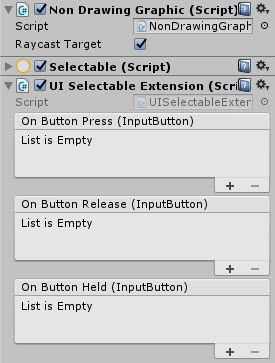 Non Drawing Graphic (Script)
Script NonDrawingGraph
Raycast Target
Selectable (Script)
UI Selectable Extension (Scri
Script UISelectableExter
On Button Press (InputButton)
List is Empty
On Button Release (InputButton)
List is Empty
On Button Held (InputButton)
List is Empty